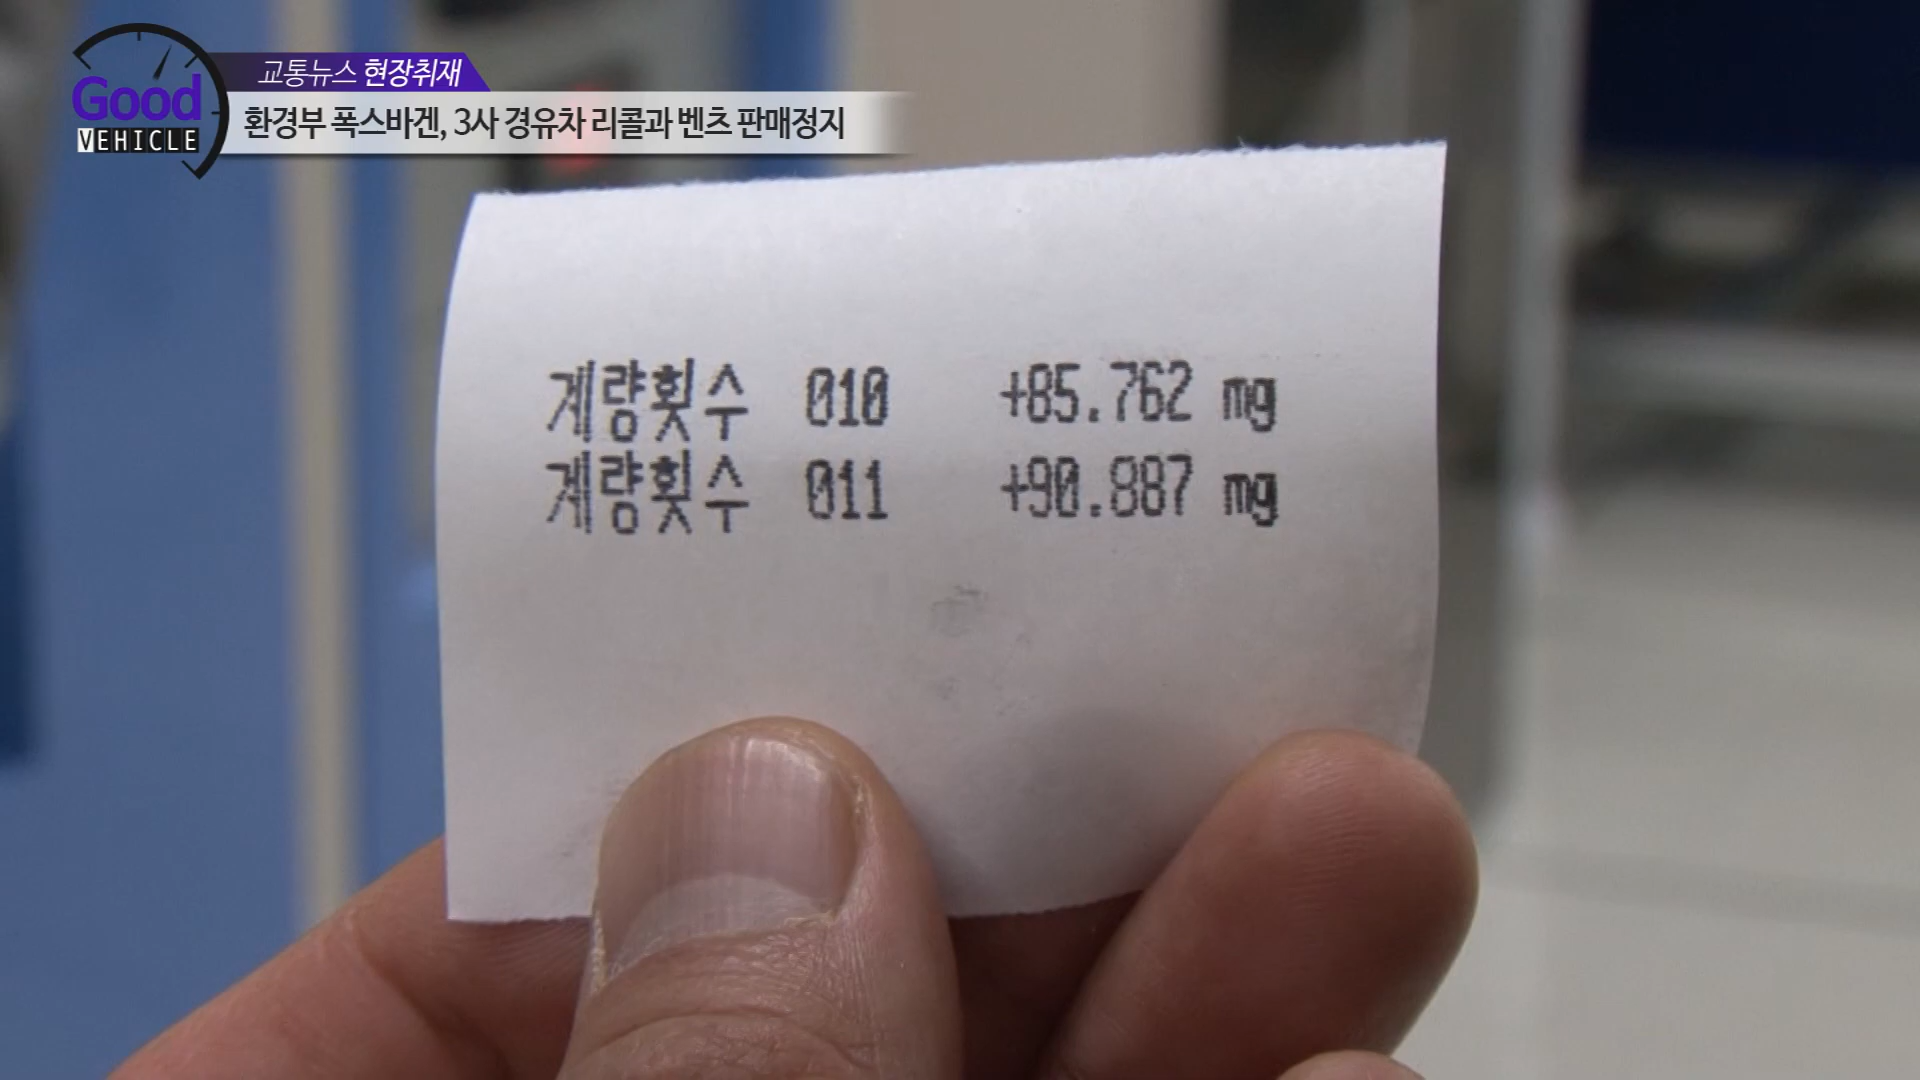 Good
VEHICLE
교통뉴스 현장취재
환경부 폭스바겐, 3사 경유차 리콜과 벤츠 판매정지
계량횟수 010 +85.762 mg
계량횟수 011 +90.887 mg